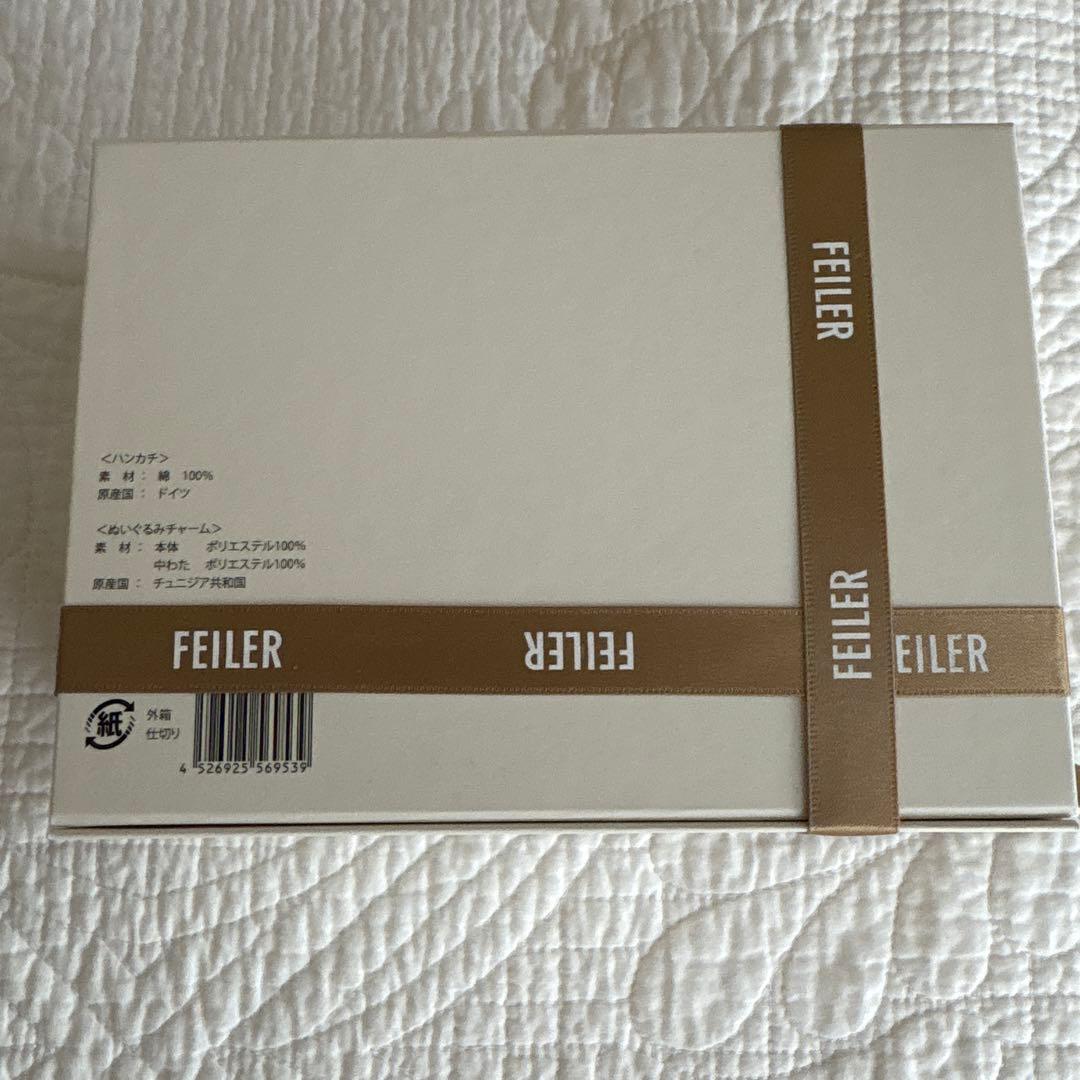 <ハンカチ>
素 材： 綿 100%
原産国： ドイツ
<ぬいぐるみチャーム>
素 材： 本体 ポリエステル100%
中わた ポリエステル100%
原産国： チュニジア共和国
FEILER
FEILER
FEILER
FEILER
EILER
紙
外箱
仕切り
4 526925 569539